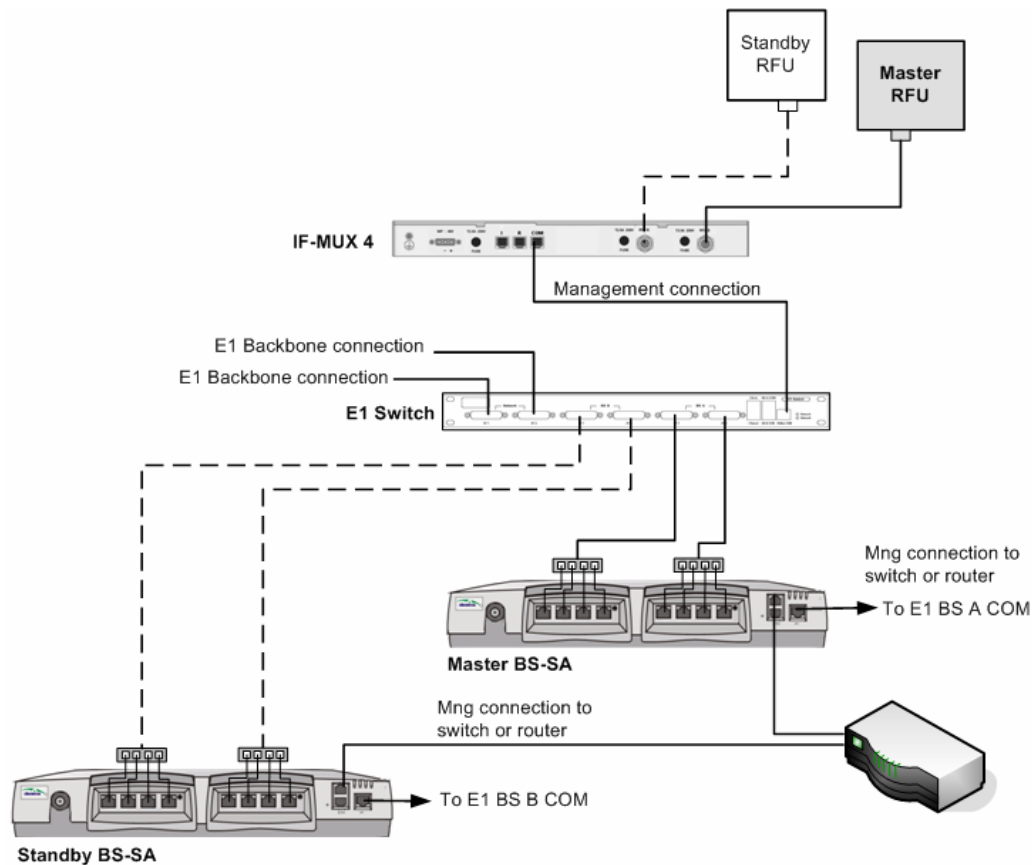 Standby
RFU
Master
RFU
IF-MUX 4
COM
Management connection
E1 Backbone connection
E1 Backbone connection
E1 Switch
Mng connection to
switch or router
To E1 BS A COM
Master BS-SA
Mng connection to
switch or router
To E1 BS B COM
Standby BS-SA